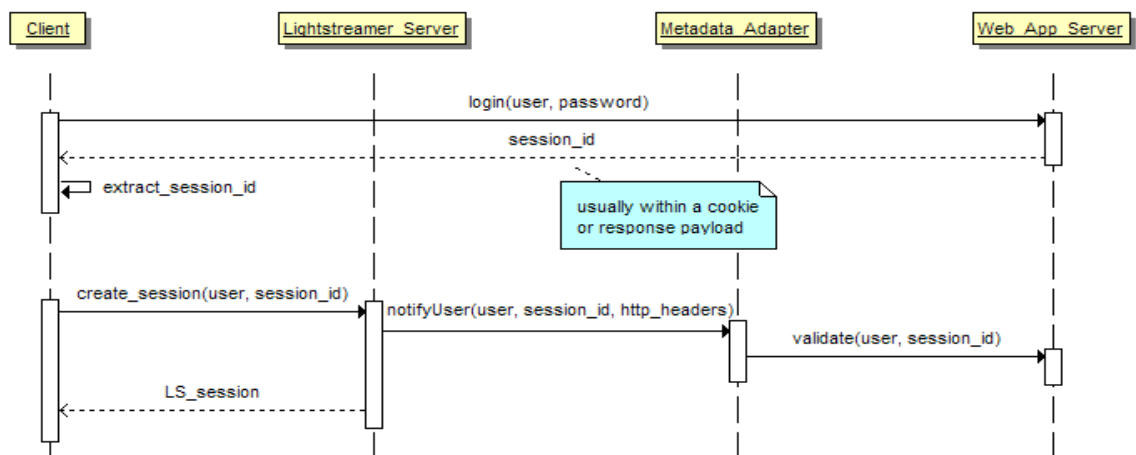 Client
Lightstreamer_Server
Metadata_Adapter
Web_App_Server
login(user, password)
session_id
extract_session_id
usually within a cookie
or response payload
create_session(user, session_id)
notifyUser(user, session_id, http_headers)
validate(user, session_id)
LS_session